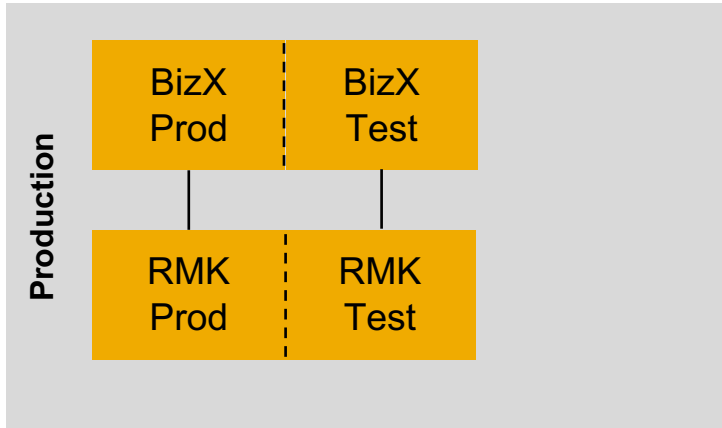 Production
BizX
Prod
BizX
Test
RMK
Prod
RMK
Test